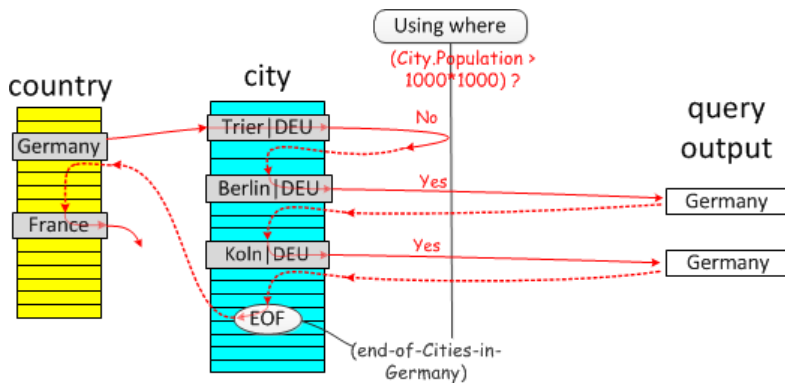 Using where
(City.Population >
1000*1000) ?
country
city
query
output
No
Trier|DEU
Germany
Yes
Berlin|DEU
Germany
France
Yes
Koln|DEU
Germany
EOF
(end-of-Cities-in-
Germany)